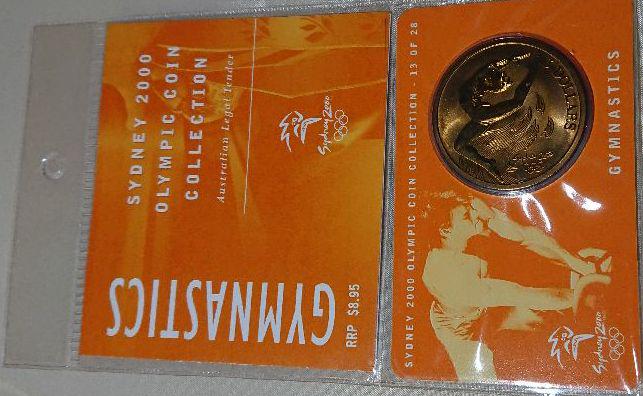 SYDNEY 2000
OLYMPIC COIN
COLLECTION
Australian Legal Tender
Sydney 2000
GYMNASTICS
RRP $8.95
SYDNEY 2000 OLYMPIC COIN COLLECTION - 13 OF 28
5 DOLLARS
GYMNASTICS
Sydney 2000